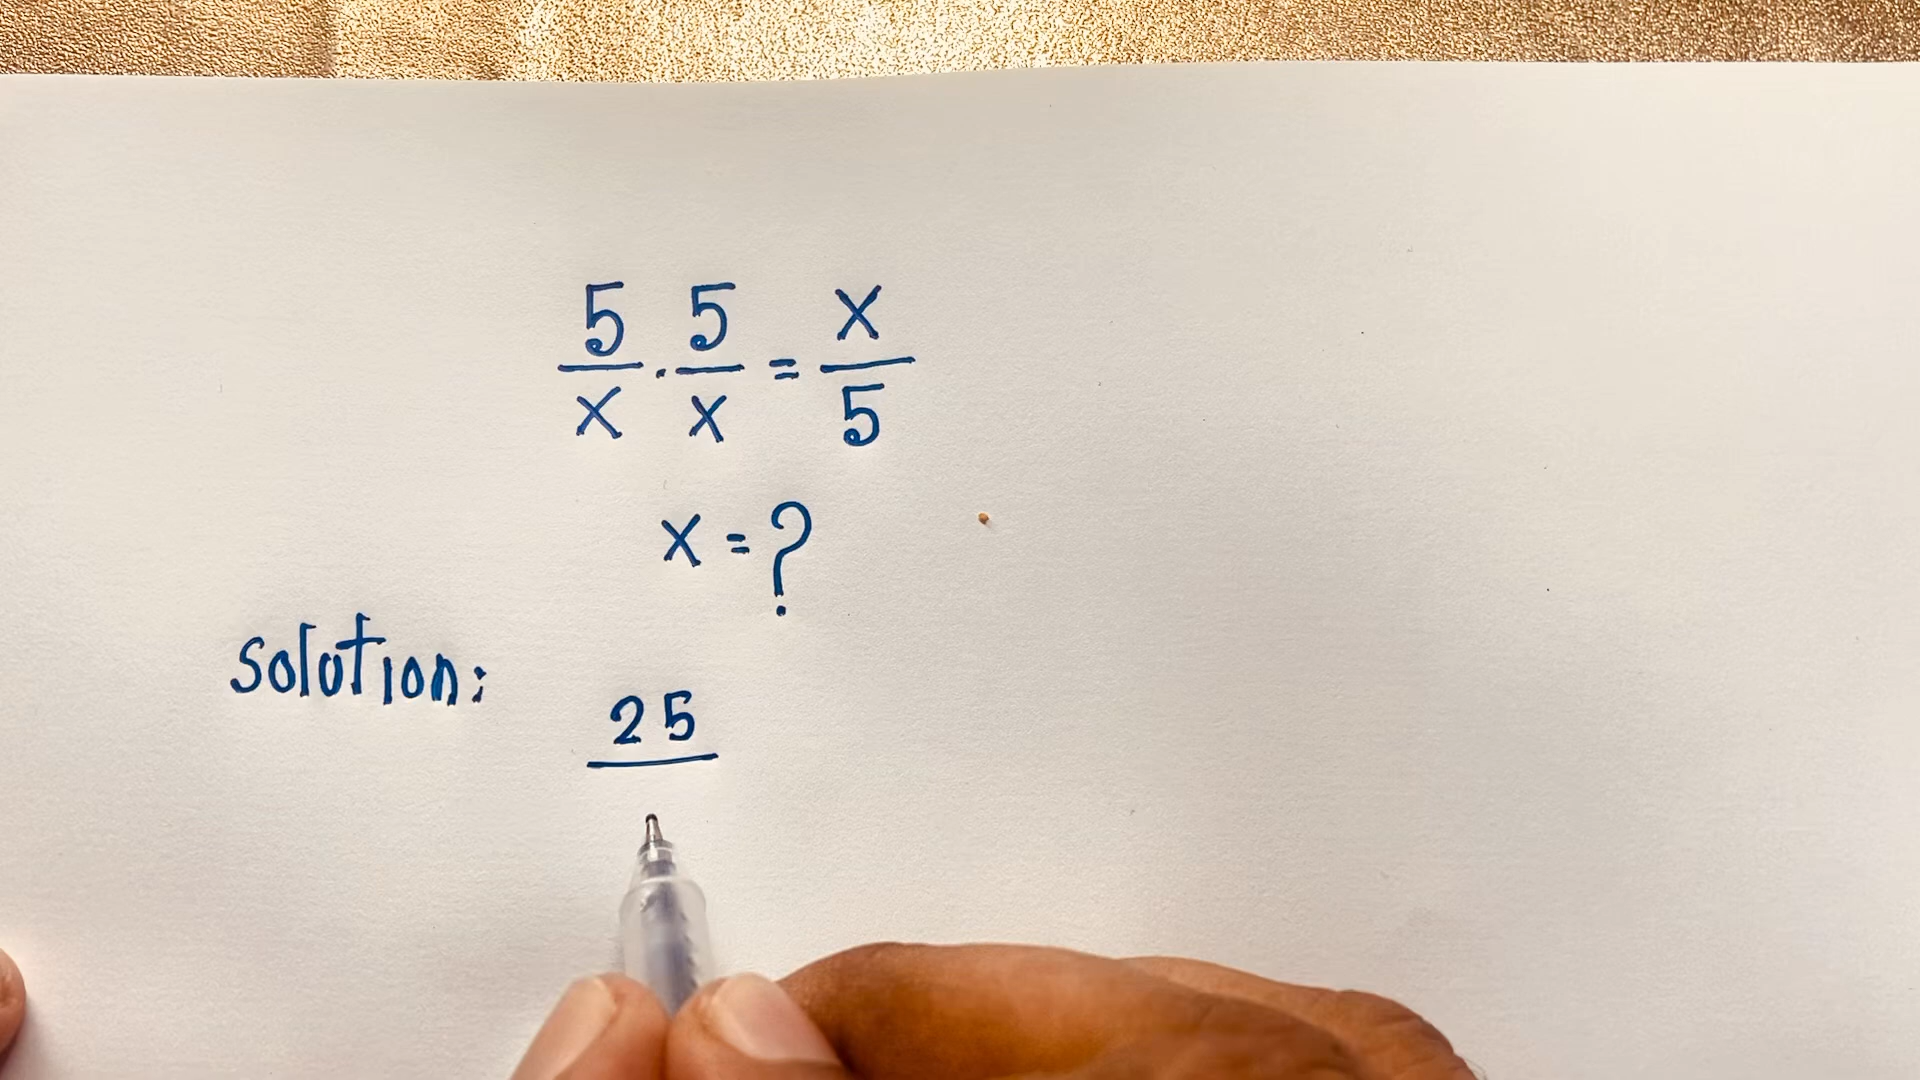 5/x · 5/x = x/5
x = ?
Solution:
25